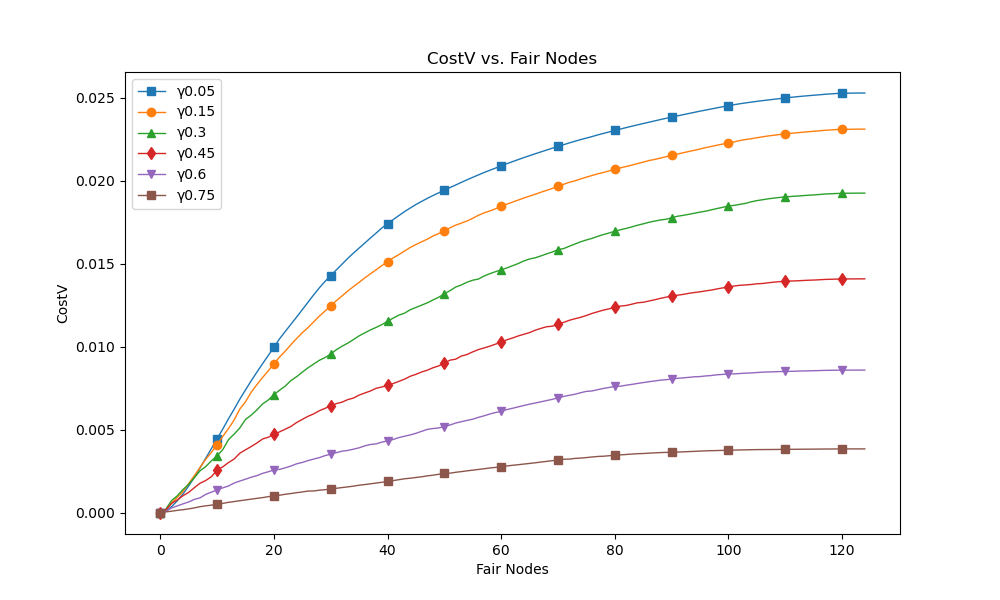 CostV vs. Fair Nodes
γ0.05
γ0.15
γ0.3
γ0.45
γ0.6
γ0.75
CostV
0.025
0.020
0.015
0.010
0.005
0.000
0 20 40 60 80 100 120
Fair Nodes